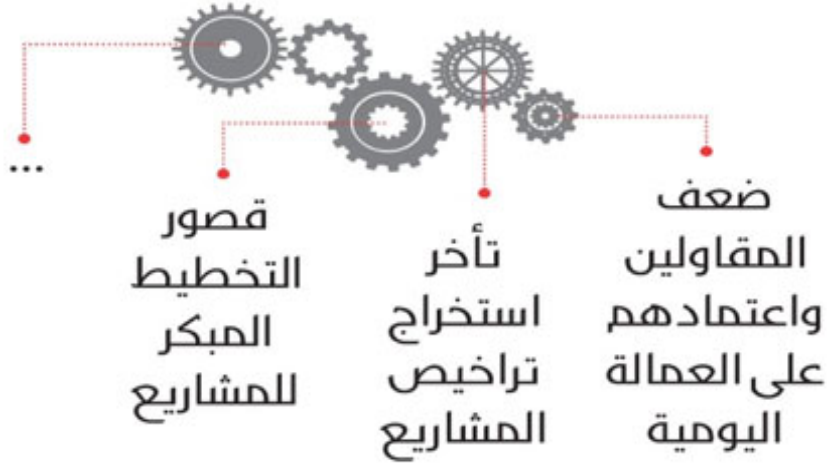 ضعف
المقاولين
واعتمادهم
على العمالة
اليومية
تأخر
استخراج
تراخيص
المشاريع
قصور
التخطيط
المبكر
للمشاريع
...